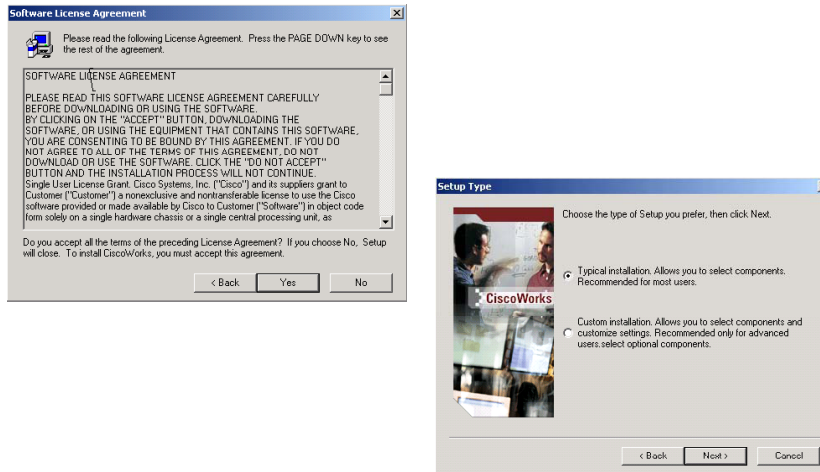 Software License Agreement
Please read the following License Agreement. Press the PAGE DOWN key to see
the rest of the agreement.
SOFTWARE LICENSE AGREEMENT
PLEASE READ THIS SOFTWARE LICENSE AGREEMENT CAREFULLY
BEFORE DOWNLOADING OR USING THE SOFTWARE.
BY CLICKING ON THE "ACCEPT" BUTTON, DOWNLOADING THE
SOFTWARE, OR USING THE EQUIPMENT THAT CONTAINS THIS SOFTWARE,
YOU ARE CONSENTING TO BE BOUND BY THIS AGREEMENT. IF YOU DO
NOT AGREE TO ALL OF THE TERMS OF THIS AGREEMENT, DO NOT
DOWNLOAD OR USE THE SOFTWARE. CLICK THE "DO NOT ACCEPT"
BUTTON AND THE INSTALLATION PROCESS WILL NOT CONTINUE.
Single User License Grant. Cisco Systems, Inc. ("Cisco") and its suppliers grant to
Customer ("Customer") a nonexclusive and nontransferable license to use the Cisco
software provided or made available by Cisco to Customer ("Software") in object code
form solely on a single hardware chassis or a single central processing unit, as
Do you accept all the terms of the preceding License Agreement? If you choose No, Setup
will close. To install CiscoWorks, you must accept this agreement.
< Back
Yes
No
Setup Type
Choose the type of Setup you prefer, then click Next.
CiscoWorks
Typical installation. Allows you to select components.
Recommended for most users.
Custom installation. Allows you to select components and
customize settings. Recommended only for advanced
users.select optional components.
< Back
Next >
Cancel